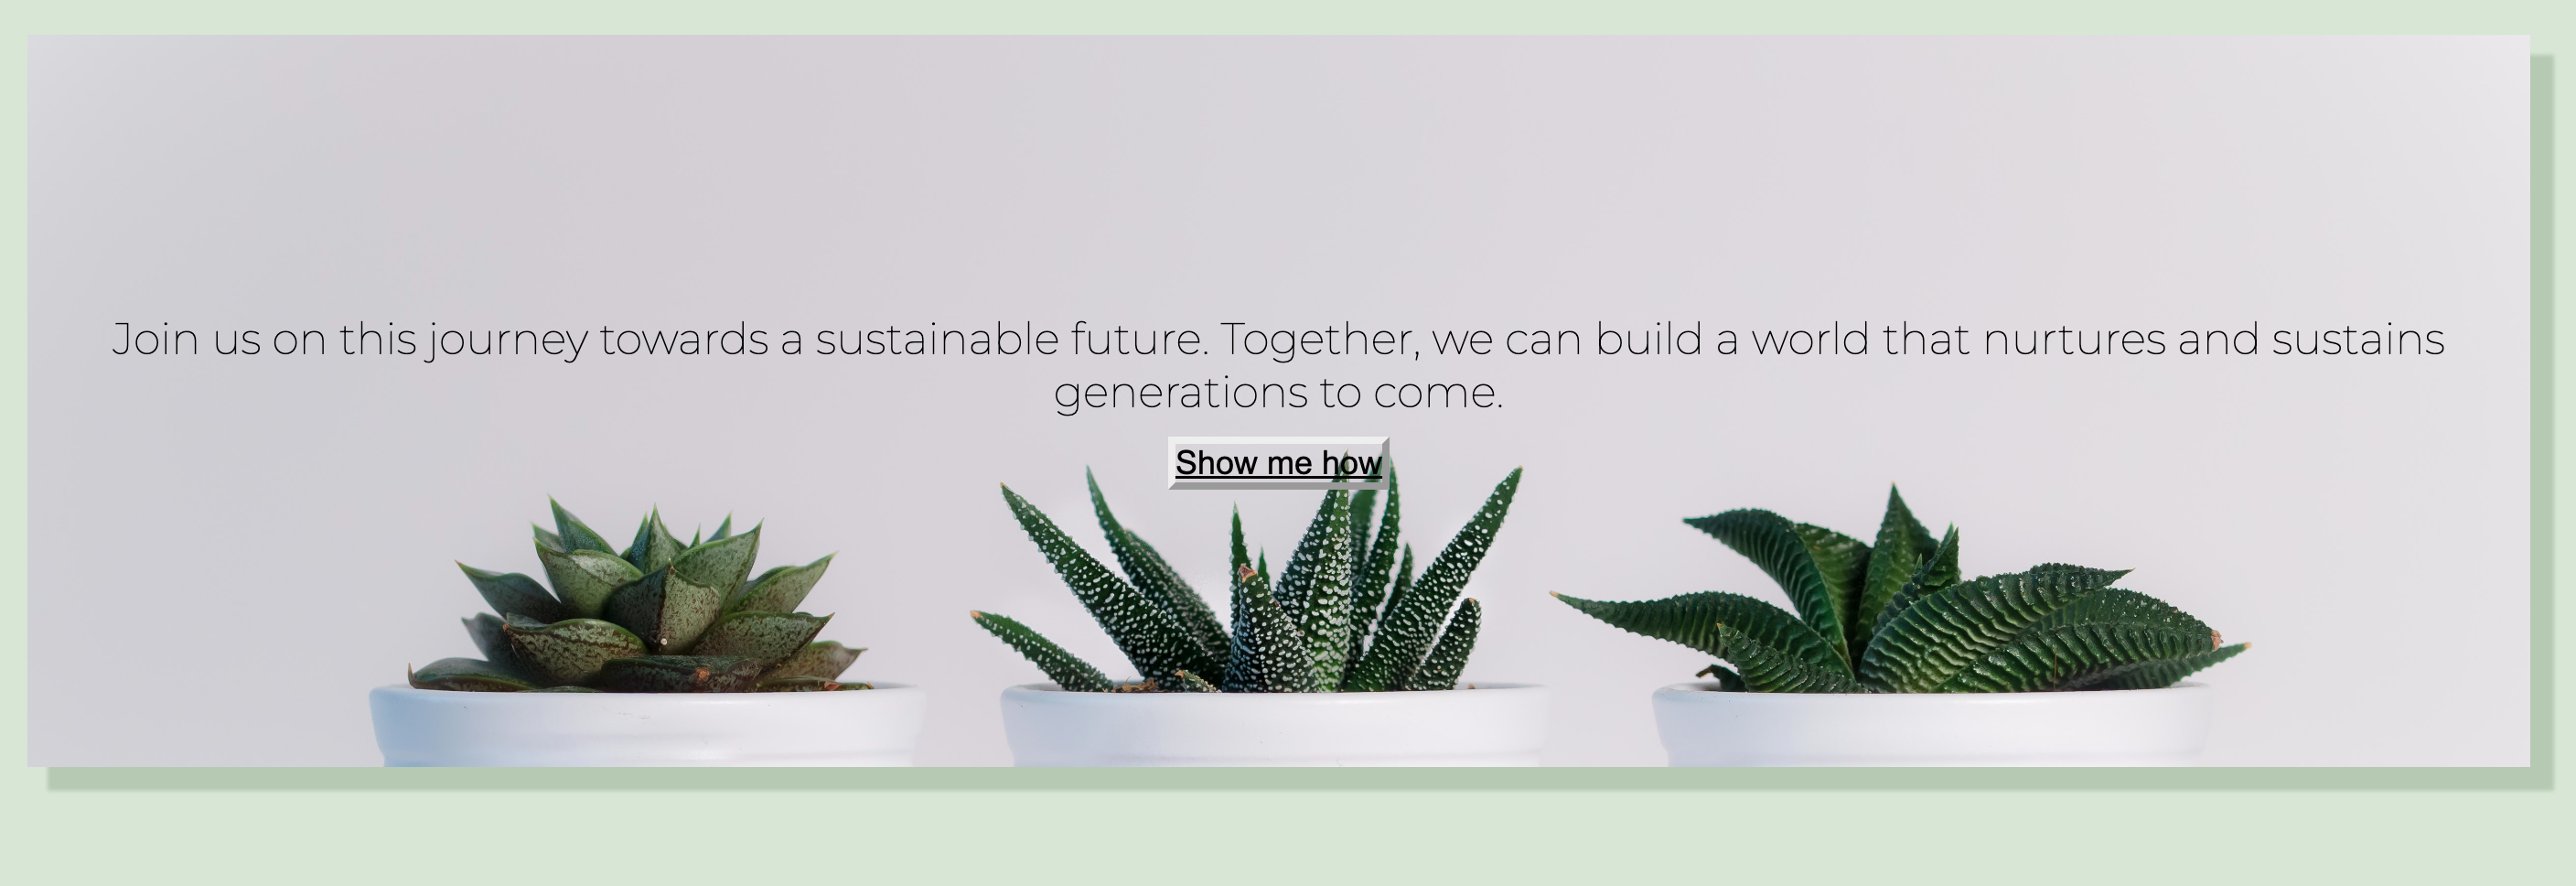 Join us on this journey towards a sustainable future. Together, we can build a world that nurtures and sustains
generations to come.
Show me how